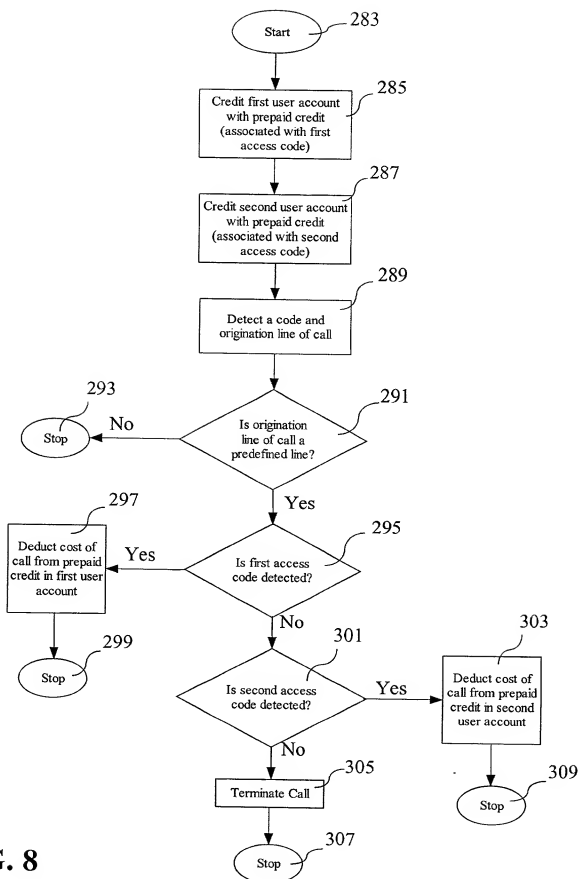 Start
283
285
Credit first user account
with prepaid credit
(associated with first
access code)
287
Credit second user account
with prepaid credit
(associated with second
access code)
289
Detect a code and
origination line of call
293
Stop
No
291
Is origination
line of call a
predefined line?
Yes
297
Deduct cost of
call from prepaid
credit in first user
account
Yes
295
Is first access
code detected?
No
299
Stop
301
Is second access
code detected?
Yes
303
Deduct cost of
call from prepaid
credit in second
user account
No
305
Terminate Call
309
Stop
307
Stop
G. 8